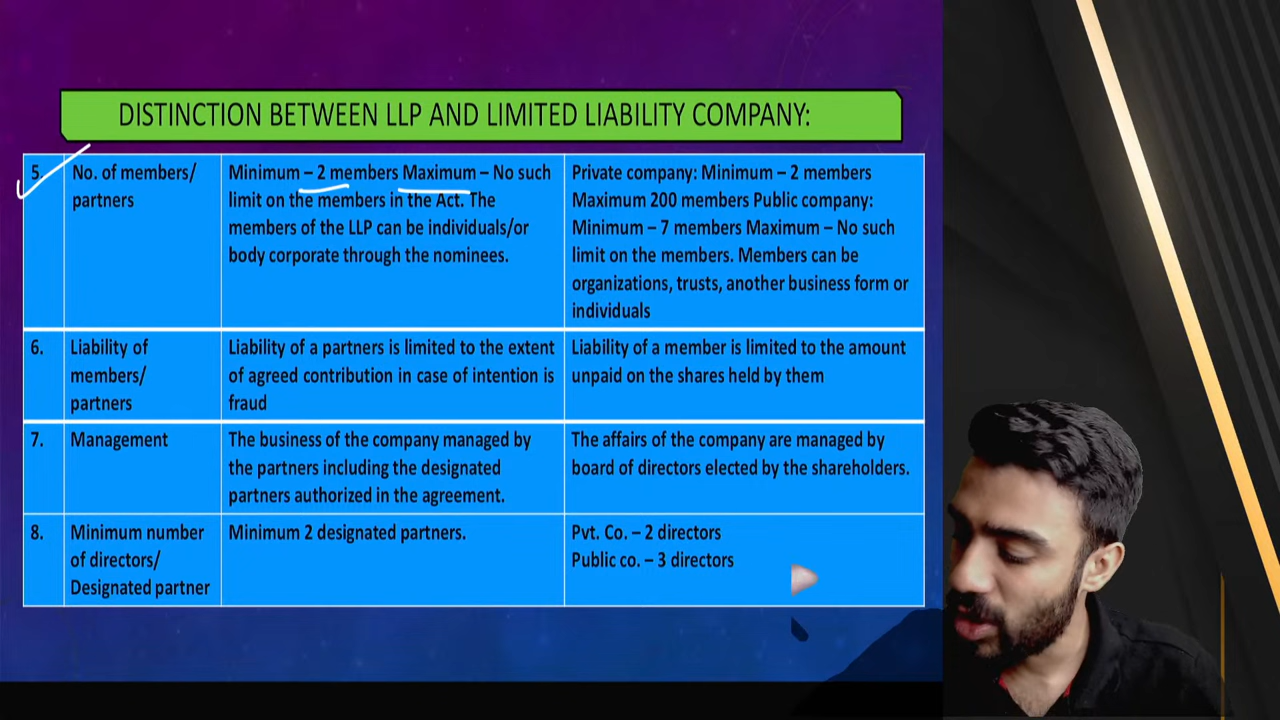 DISTINCTION BETWEEN LLP AND LIMITED LIABILITY COMPANY:
5.
No. of members/
partners
Minimum – 2 members Maximum – No such
limit on the members in the Act. The
members of the LLP can be individuals/or
body corporate through the nominees.
Private company: Minimum – 2 members
Maximum 200 members Public company:
Minimum – 7 members Maximum – No such
limit on the members. Members can be
organizations, trusts, another business form or
individuals
6.
Liability of
members/
partners
Liability of a partners is limited to the extent
of agreed contribution in case of intention is
fraud
Liability of a member is limited to the amount
unpaid on the shares held by them
7.
Management
The business of the company managed by
the partners including the designated
partners authorized in the agreement.
The affairs of the company are managed by
board of directors elected by the shareholders.
8.
Minimum number
of directors/
Designated partner
Minimum 2 designated partners.
Pvt. Co. – 2 directors
Public co. – 3 directors